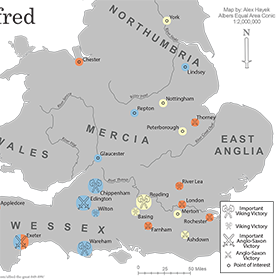 fred
Map by: Alex Hayek
Albers Equal Area Conic
1:2,000,000
York
NORTHUMBRIA
Chester
Lindsey
Nottingham
Repton
Thorney
Peterborough
MERCIA
EAST
ANGLIA
WALES
Gloucester
River Lea
Chippenham
Edington
Reading
London
Wilton
Merton
Basing
Rochester
Appledore
Farnham
WESSEX
Ashdown
Exeter
Wareham
Important
Viking Victory
Viking Victory
Important
Anglo-Saxon
Victory
Anglo-Saxon Victory
Point of Interest
0
25
50 Miles